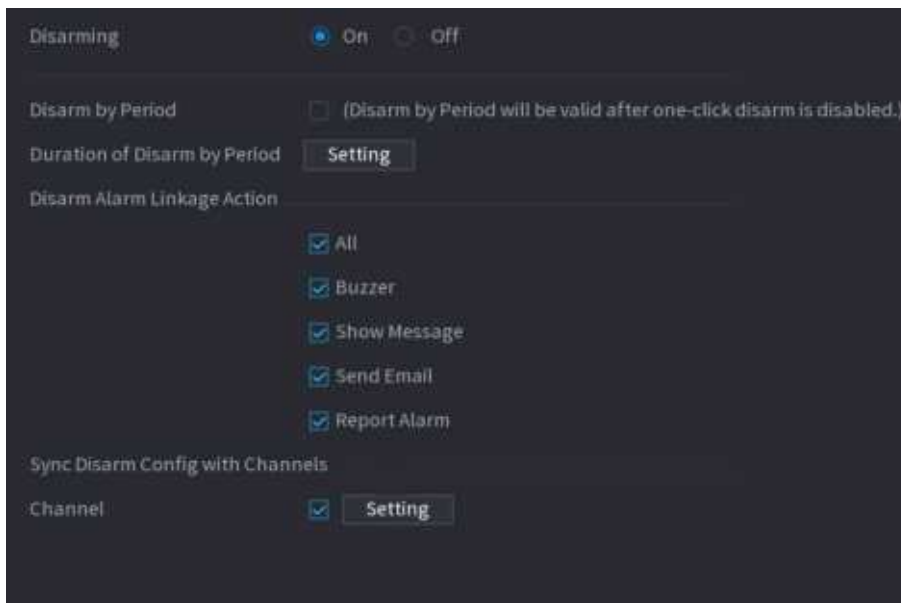 Disarming On Off
Disarm by Period (Disarm by Period will be valid after one-click disarm is disabled.)
Duration of Disarm by Period Setting
Disarm Alarm Linkage Action
All
Buzzer
Show Message
Send Email
Report Alarm
Sync Disarm Config with Channels
Channel Setting